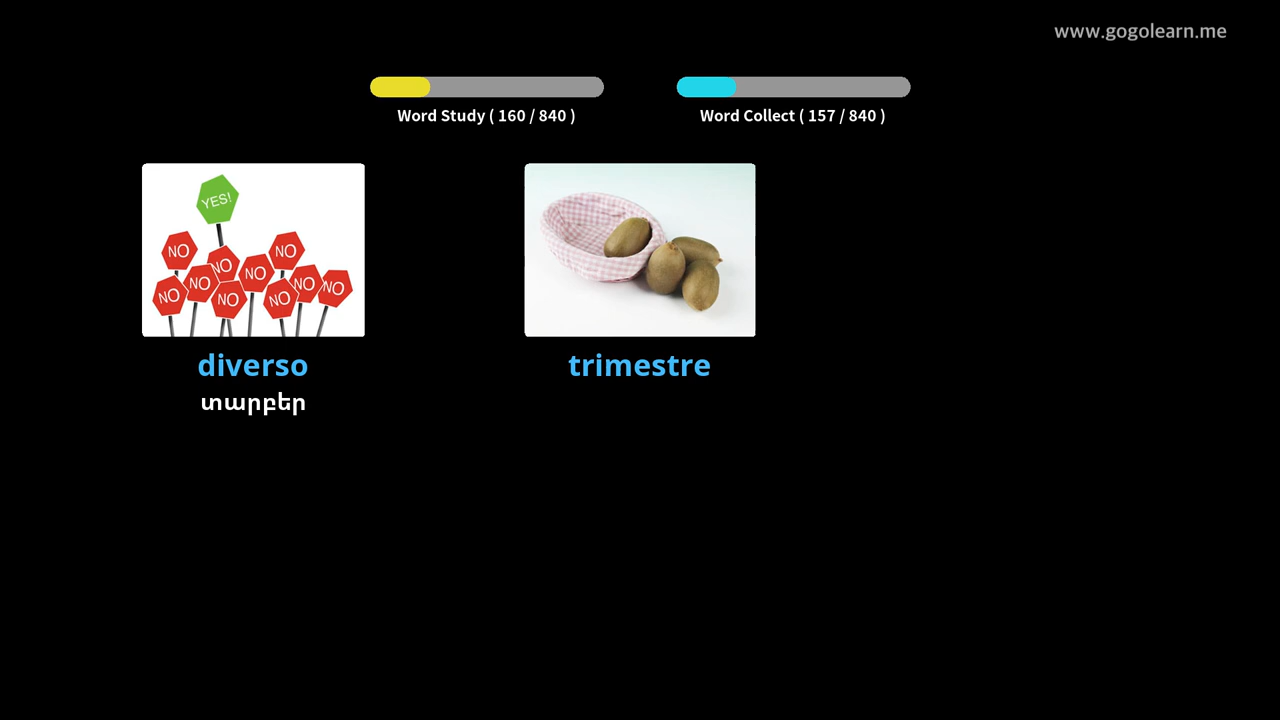 www.gogolearn.me
Word Study ( 160 / 840 )
Word Collect ( 157 / 840 )
YES!
NO
NO
NO
NO
NO
NO
NO
NO
NO
NO
diverso
տարբեր
trimestre